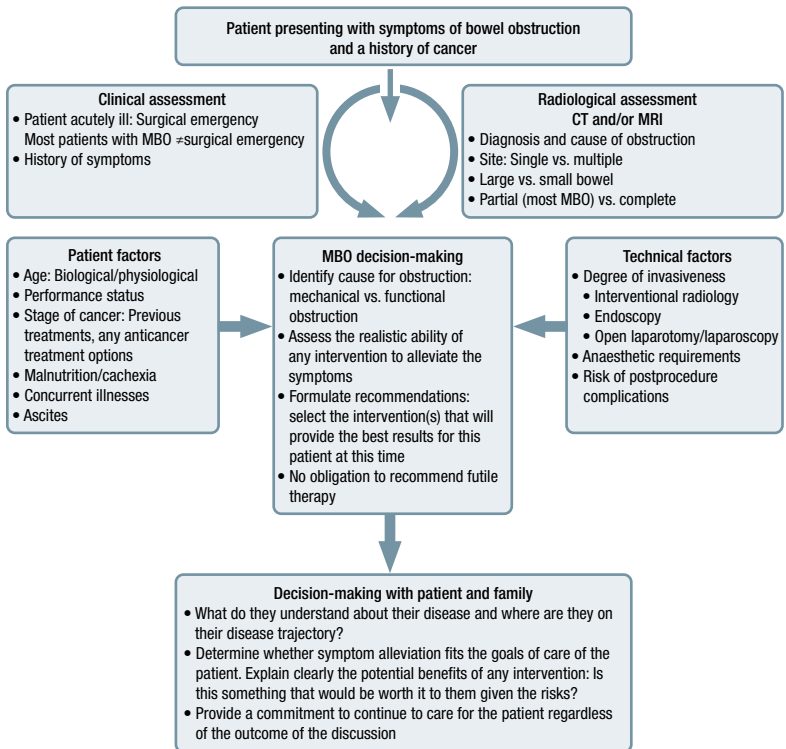 Patient presenting with symptoms of bowel obstruction
and a history of cancer
Clinical assessment
• Patient acutely ill: Surgical emergency
Most patients with MBO ≠surgical emergency
• History of symptoms
Radiological assessment
CT and/or MRI
• Diagnosis and cause of obstruction
• Site: Single vs. multiple
• Large vs. small bowel
• Partial (most MBO) vs. complete
Patient factors
• Age: Biological/physiological
• Performance status
• Stage of cancer: Previous
treatments, any anticancer
treatment options
• Malnutrition/cachexia
• Concurrent illnesses
• Ascites
MBO decision-making
• Identify cause for obstruction:
mechanical vs. functional
obstruction
• Assess the realistic ability of
any intervention to alleviate the
symptoms
• Formulate recommendations:
select the intervention(s) that will
provide the best results for this
patient at this time
• No obligation to recommend futile
therapy
Technical factors
• Degree of invasiveness
• Interventional radiology
• Endoscopy
• Open laparotomy/laparoscopy
• Anaesthetic requirements
• Risk of postprocedure
complications
Decision-making with patient and family
• What do they understand about their disease and where are they on
their disease trajectory?
• Determine whether symptom alleviation fits the goals of care of the
patient. Explain clearly the potential benefits of any intervention: Is
this something that would be worth it to them given the risks?
• Provide a commitment to continue to care for the patient regardless
of the outcome of the discussion